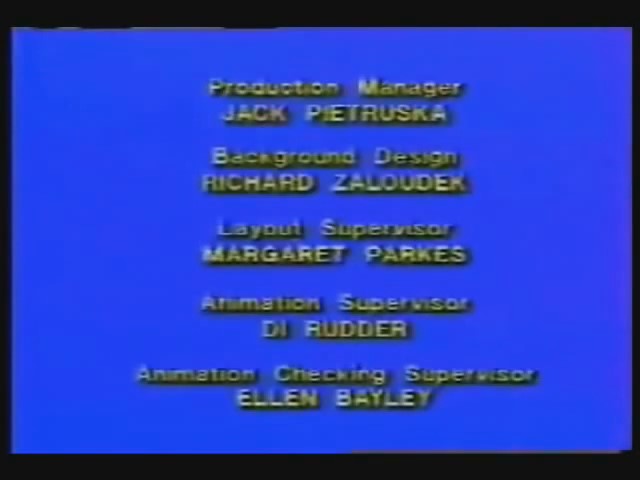 Production Manager
JACK PIETRUSKA
Background Design
RICHARD ZALOUDEK
Layout Supervisor
MARGARET PARKES
Animation Supervisor
DI RUDDER
Animation Checking Supervisor
ELLEN BAYLEY